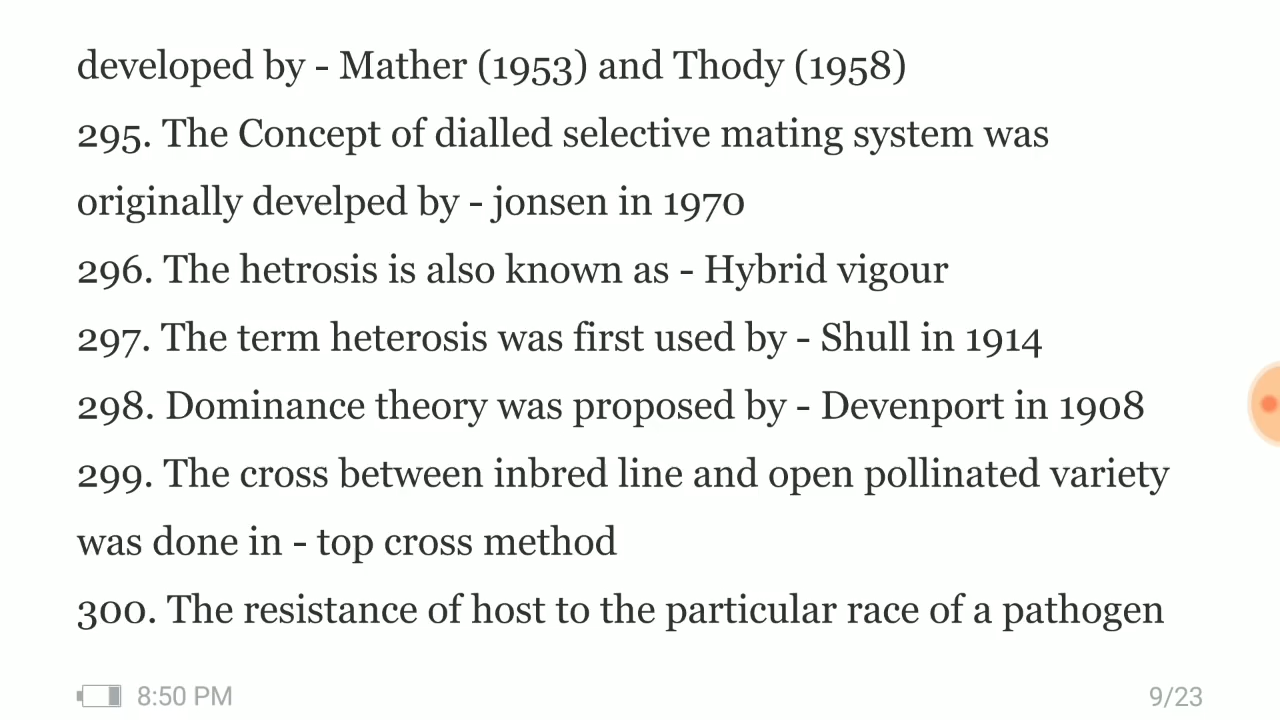 developed by - Mather (1953) and Thody (1958)
295. The Concept of dialled selective mating system was
originally develped by - jonsen in 1970
296. The hetrosis is also known as - Hybrid vigour
297. The term heterosis was first used by - Shull in 1914
298. Dominance theory was proposed by - Devenport in 1908
299. The cross between inbred line and open pollinated variety
was done in - top cross method
300. The resistance of host to the particular race of a pathogen
8:50 PM
9/23